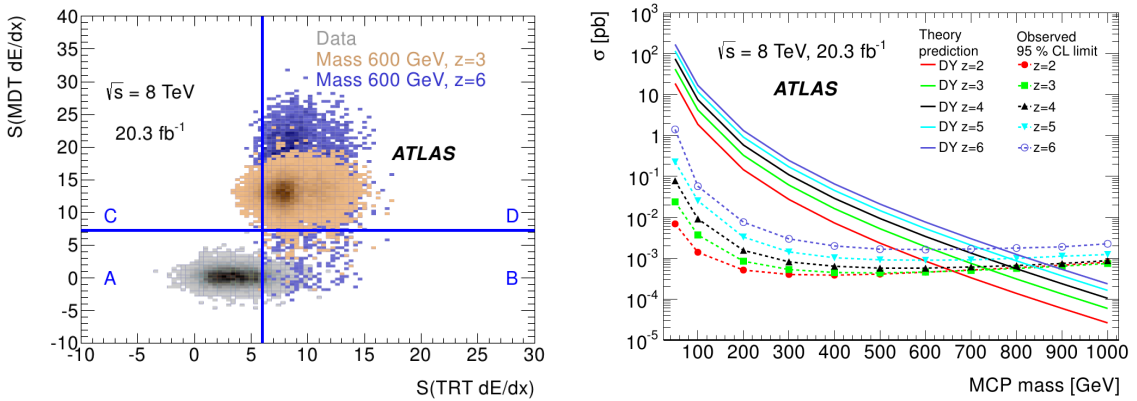 S(MDT dE/dx)
40
35
30
25
20
15
10
5
0
-5
-10
Data
Mass 600 GeV, z=3
Mass 600 GeV, z=6
√s = 8 TeV
20.3 fb⁻¹
ATLAS
C
D
A
B
-10 -5 0 5 10 15 20 25 30
S(TRT dE/dx)
σ [pb]
10³
10²
10
1
10⁻¹
10⁻²
10⁻³
10⁻⁴
10⁻⁵
√s = 8 TeV, 20.3 fb⁻¹
ATLAS
Theory
prediction
DY z=2
DY z=3
DY z=4
DY z=5
DY z=6
Observed
95 % CL limit
z=2
z=3
z=4
z=5
z=6
100 200 300 400 500 600 700 800 900 1000
MCP mass [GeV]